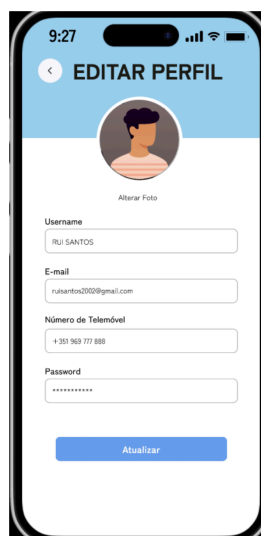 9:27
EDITAR PERFIL
Alterar Foto
Username
RUI SANTOS
E-mail
ruisantos2002@gmail.com
Número de Telemóvel
+351 969 777 888
Password
***********
Atualizar